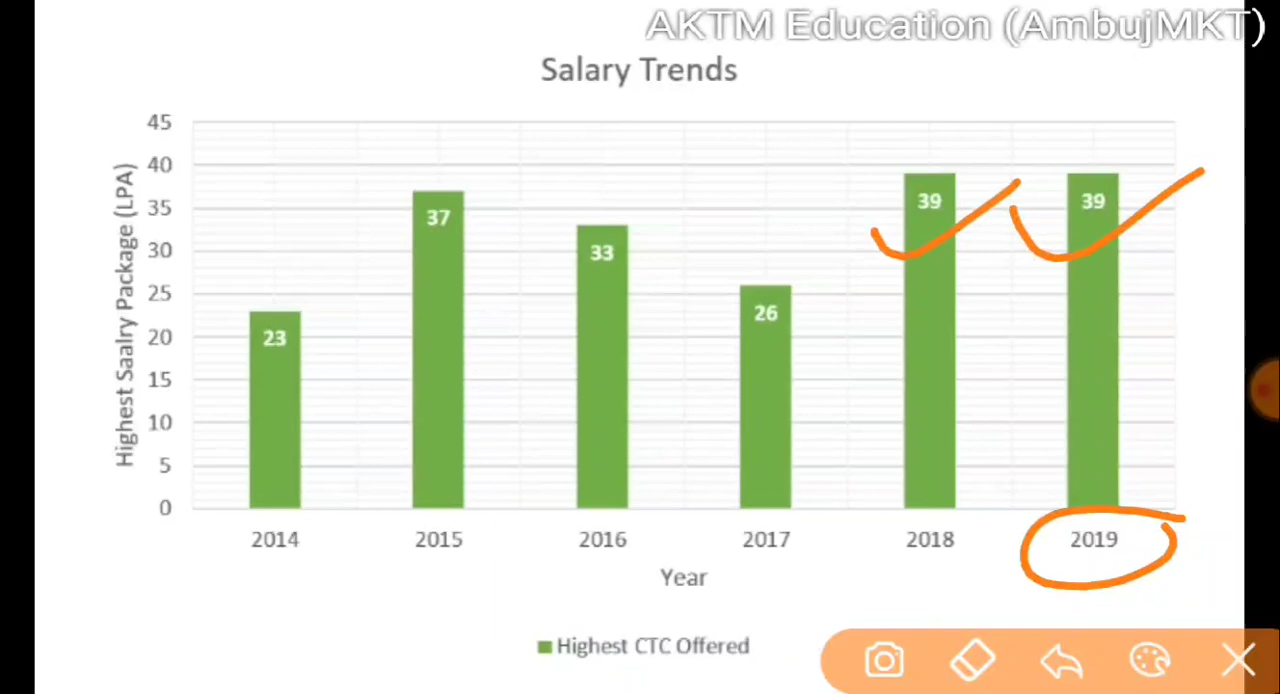 AKTM Education (AmbujMKT)
Salary Trends
Highest Saalry Package (LPA)
45
40
35
30
25
20
15
10
5
0
23
37
33
26
39
39
2014 2015 2016 2017 2018 2019
Year
Highest CTC Offered